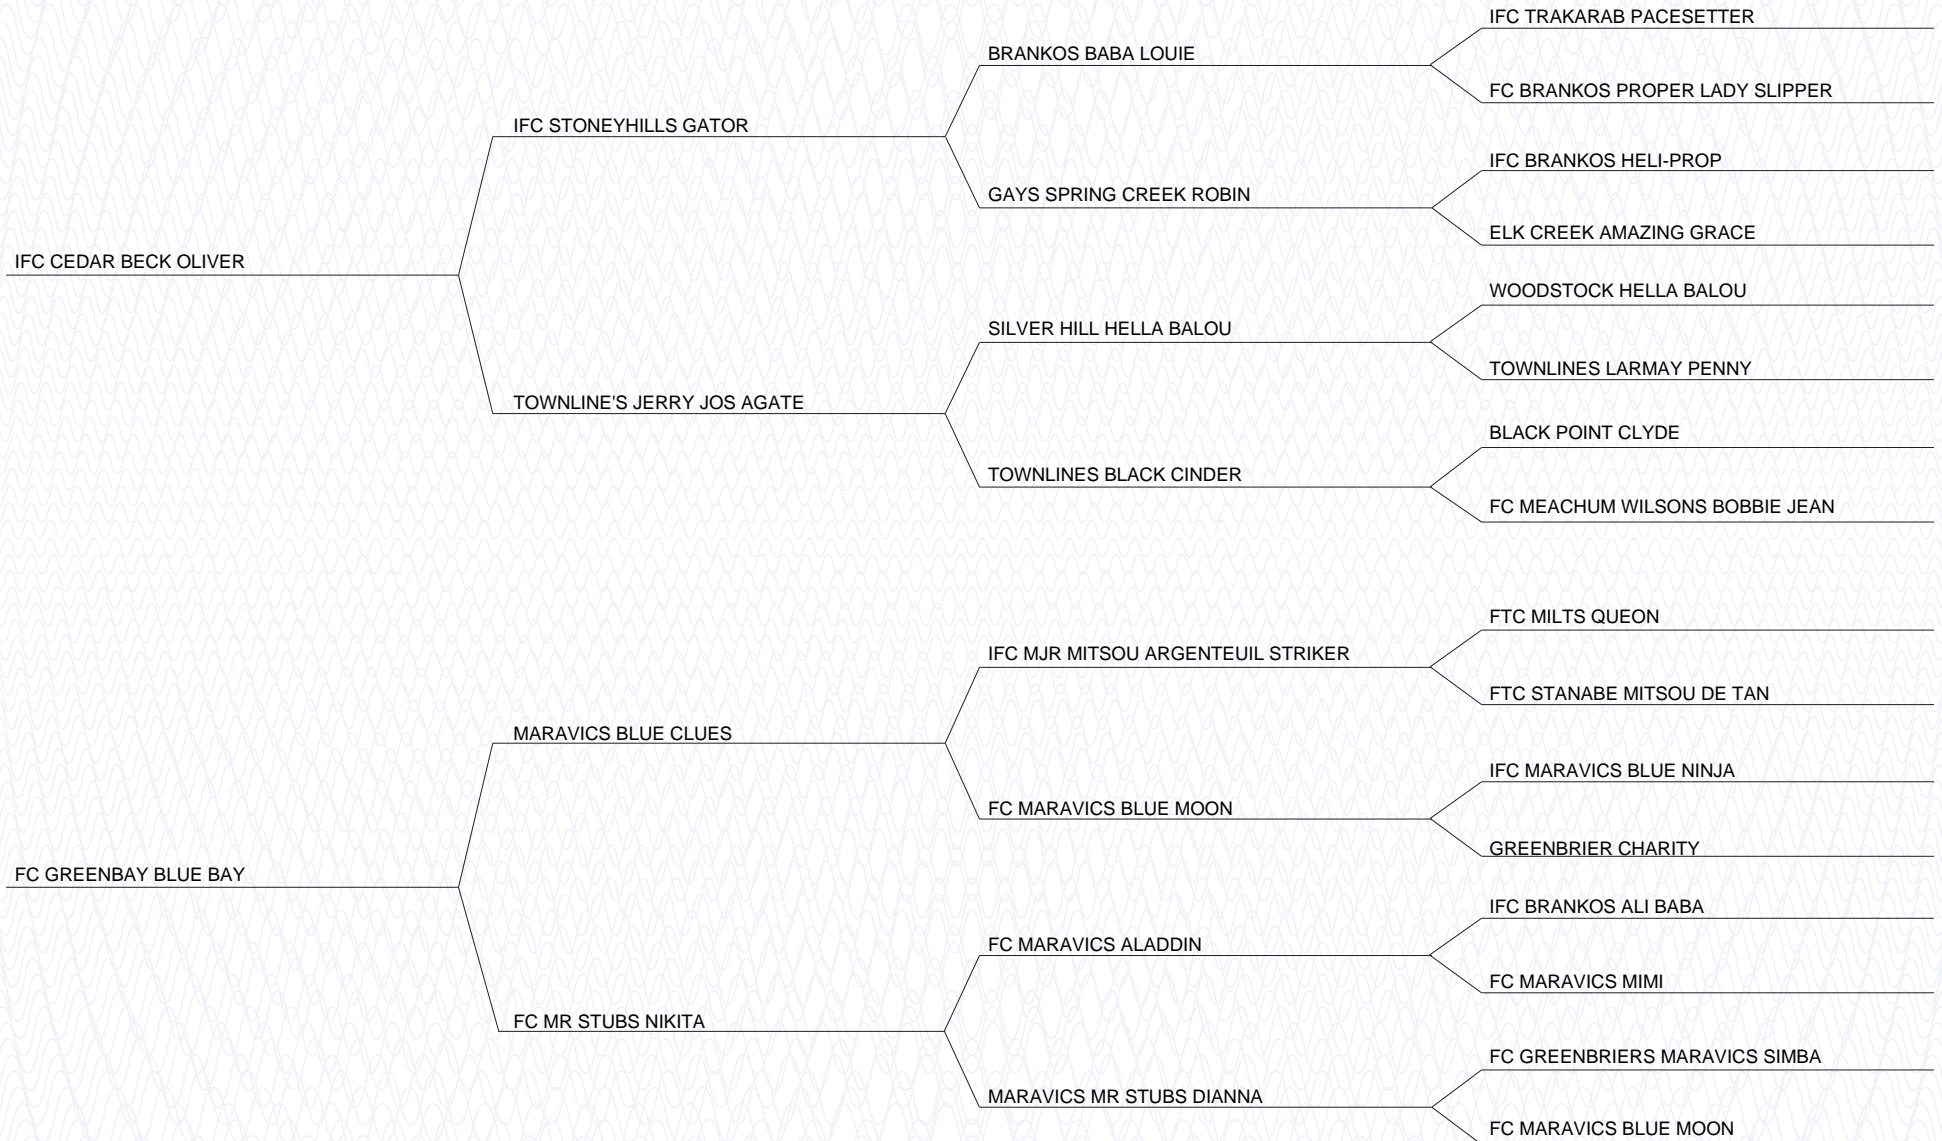 IFC CEDAR BECK OLIVER
IFC STONEYHILLS GATOR
BRANKOS BABA LOUIE
IFC TRAKARAB PACESETTER
FC BRANKOS PROPER LADY SLIPPER
GAYS SPRING CREEK ROBIN
IFC BRANKOS HELI-PROP
ELK CREEK AMAZING GRACE
TOWNLINE'S JERRY JOS AGATE
SILVER HILL HELLA BALOU
WOODSTOCK HELLA BALOU
TOWNLINES LARMAY PENNY
TOWNLINES BLACK CINDER
BLACK POINT CLYDE
FC MEACHUM WILSONS BOBBIE JEAN
FC GREENBAY BLUE BAY
MARAVICS BLUE CLUES
IFC MJR MITSOU ARGENTEUIL STRIKER
FTC MILTS QUEON
FTC STANABE MITSOU DE TAN
FC MARAVICS BLUE MOON
IFC MARAVICS BLUE NINJA
GREENBRIER CHARITY
FC MR STUBS NIKITA
FC MARAVICS ALADDIN
IFC BRANKOS ALI BABA
FC MARAVICS MIMI
MARAVICS MR STUBS DIANNA
FC GREENBRIERS MARAVICS SIMBA
FC MARAVICS BLUE MOON